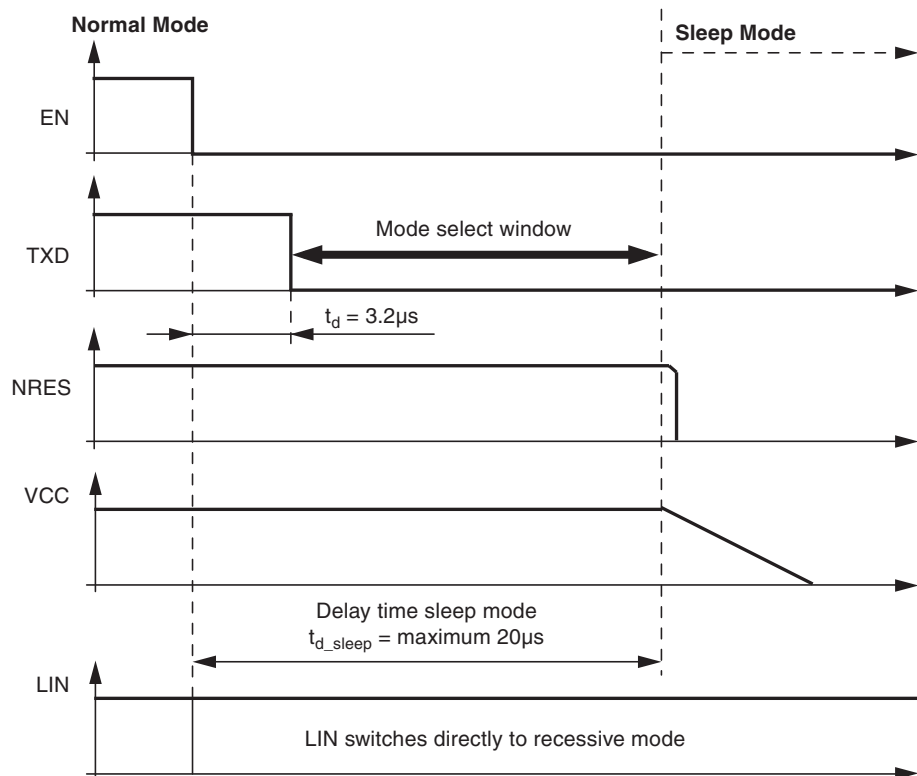 Normal Mode
Sleep Mode
EN
TXD
Mode select window
t_d = 3.2µs
NRES
VCC
Delay time sleep mode
t_d_sleep = maximum 20µs
LIN
LIN switches directly to recessive mode